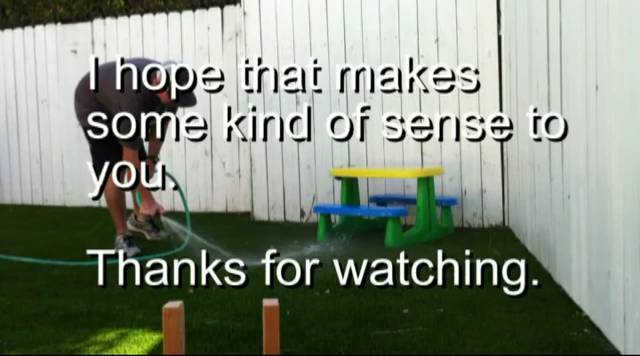 I hope that makes
some kind of sense to
you.
Thanks for watching.